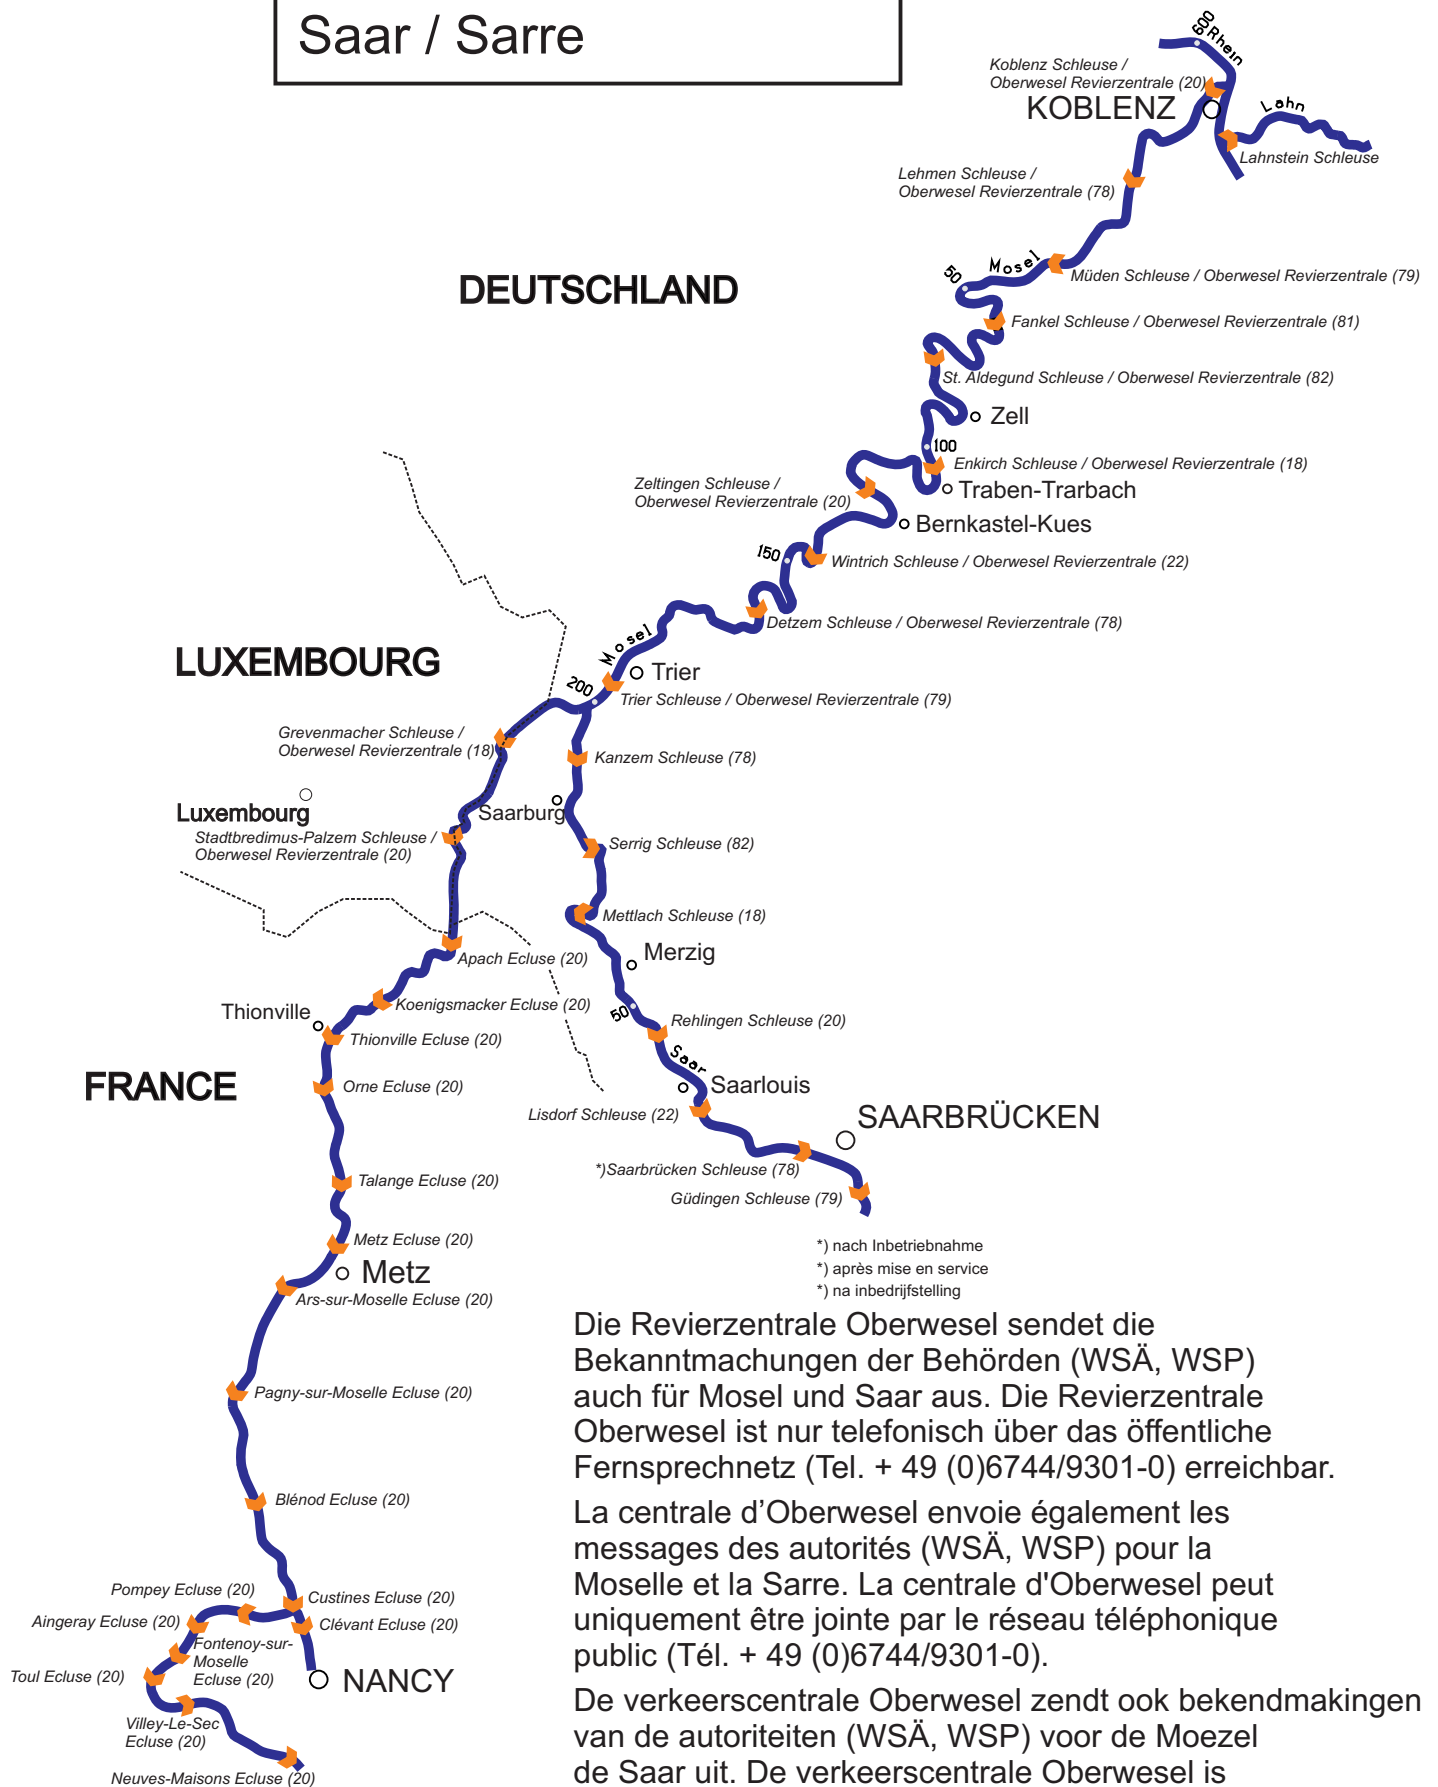 Saar / Sarre
600
Rhein
Koblenz Schleuse /
Oberwesel Revierzentrale (20)
KOBLENZ
Lahn
Lahnstein Schleuse
Lehmen Schleuse /
Oberwesel Revierzentrale (78)
DEUTSCHLAND
50
Mosel
Müden Schleuse / Oberwesel Revierzentrale (79)
Fankel Schleuse / Oberwesel Revierzentrale (81)
St. Aldegund Schleuse / Oberwesel Revierzentrale (82)
Zell
100
Enkirch Schleuse / Oberwesel Revierzentrale (18)
Zeltingen Schleuse /
Oberwesel Revierzentrale (20)
Traben-Trarbach
Bernkastel-Kues
150
Wintrich Schleuse / Oberwesel Revierzentrale (22)
Detzem Schleuse / Oberwesel Revierzentrale (78)
Mosel
LUXEMBOURG
Trier
200
Trier Schleuse / Oberwesel Revierzentrale (79)
Grevenmacher Schleuse /
Oberwesel Revierzentrale (18)
Kanzem Schleuse (78)
Luxembourg
Saarburg
Stadtbredimus-Palzem Schleuse /
Oberwesel Revierzentrale (20)
Serrig Schleuse (82)
Mettlach Schleuse (18)
Merzig
Apach Ecluse (20)
Koenigsmacker Ecluse (20)
Thionville
50
Rehlingen Schleuse (20)
Thionville Ecluse (20)
Saar
FRANCE
Orne Ecluse (20)
Saarlouis
Lisdorf Schleuse (22)
SAARBRÜCKEN
*)Saarbrücken Schleuse (78)
Talange Ecluse (20)
Güdingen Schleuse (79)
Metz Ecluse (20)
*) nach Inbetriebnahme
*) après mise en service
*) na inbedrijfstelling
Metz
Ars-sur-Moselle Ecluse (20)
Pagny-sur-Moselle Ecluse (20)
Blénod Ecluse (20)
Pompey Ecluse (20)
Custines Ecluse (20)
Aingeray Ecluse (20)
Clévant Ecluse (20)
Fontenoy-sur-
Moselle
Ecluse (20)
Toul Ecluse (20)
NANCY
Villey-Le-Sec
Ecluse (20)
Neuves-Maisons Ecluse (20)
Die Revierzentrale Oberwesel sendet die
Bekanntmachungen der Behörden (WSÄ, WSP)
auch für Mosel und Saar aus. Die Revierzentrale
Oberwesel ist nur telefonisch über das öffentliche
Fernsprechnetz (Tel. + 49 (0)6744/9301-0) erreichbar.
La centrale d’Oberwesel envoie également les
messages des autorités (WSÄ, WSP) pour la
Moselle et la Sarre. La centrale d'Oberwesel peut
uniquement être jointe par le réseau téléphonique
public (Tél. + 49 (0)6744/9301-0).
De verkeerscentrale Oberwesel zendt ook bekendmakingen
van de autoriteiten (WSÄ, WSP) voor de Moezel
de Saar uit. De verkeerscentrale Oberwesel is